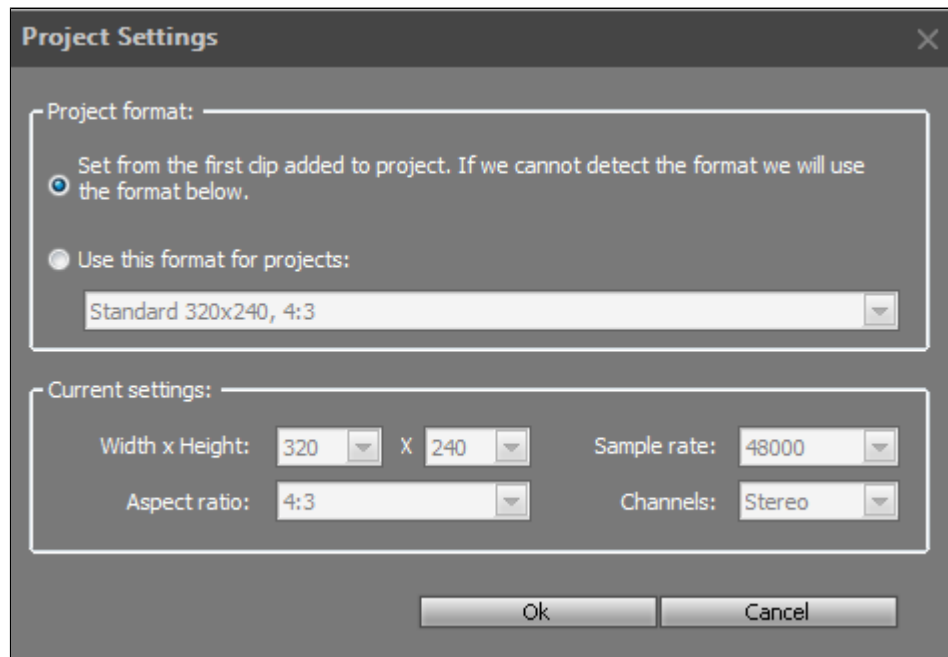 Project Settings
Project format:
Set from the first clip added to project. If we cannot detect the format we will use
the format below.
Use this format for projects:
Standard 320x240, 4:3
Current settings:
Width x Height: 320 X 240 Sample rate: 48000
Aspect ratio: 4:3 Channels: Stereo
Ok Cancel